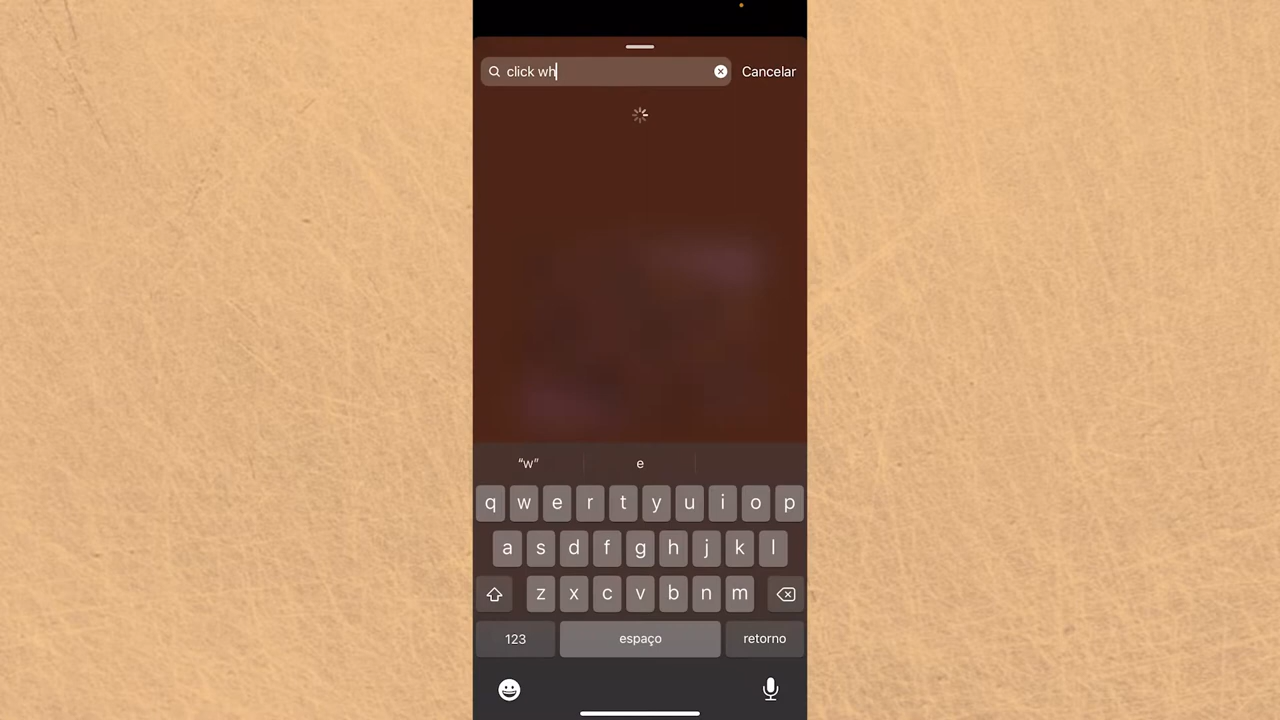 click wh Cancelar
“w” e
q w e r t y u i o p
a s d f g h j k l
z x c v b n m
123 espaço retorno